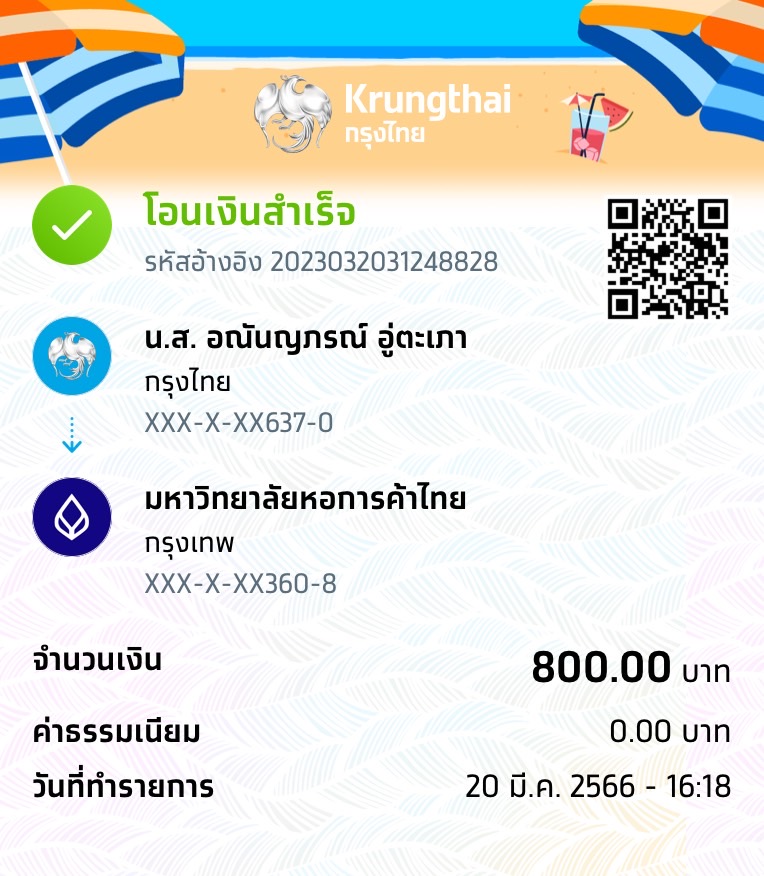 Krungthai
กรุงไทย
โอนเงินสำเร็จ
รหัสอ้างอิง 2023032031248828
น.ส. อณันญภรณ์ อู่ตะเภา
กรุงไทย
XXX-X-XX637-0
มหาวิทยาลัยหอการค้าไทย
กรุงเทพ
XXX-X-XX360-8
จำนวนเงิน 800.00 บาท
ค่าธรรมเนียม 0.00 บาท
วันที่ทำรายการ 20 มี.ค. 2566 - 16:18